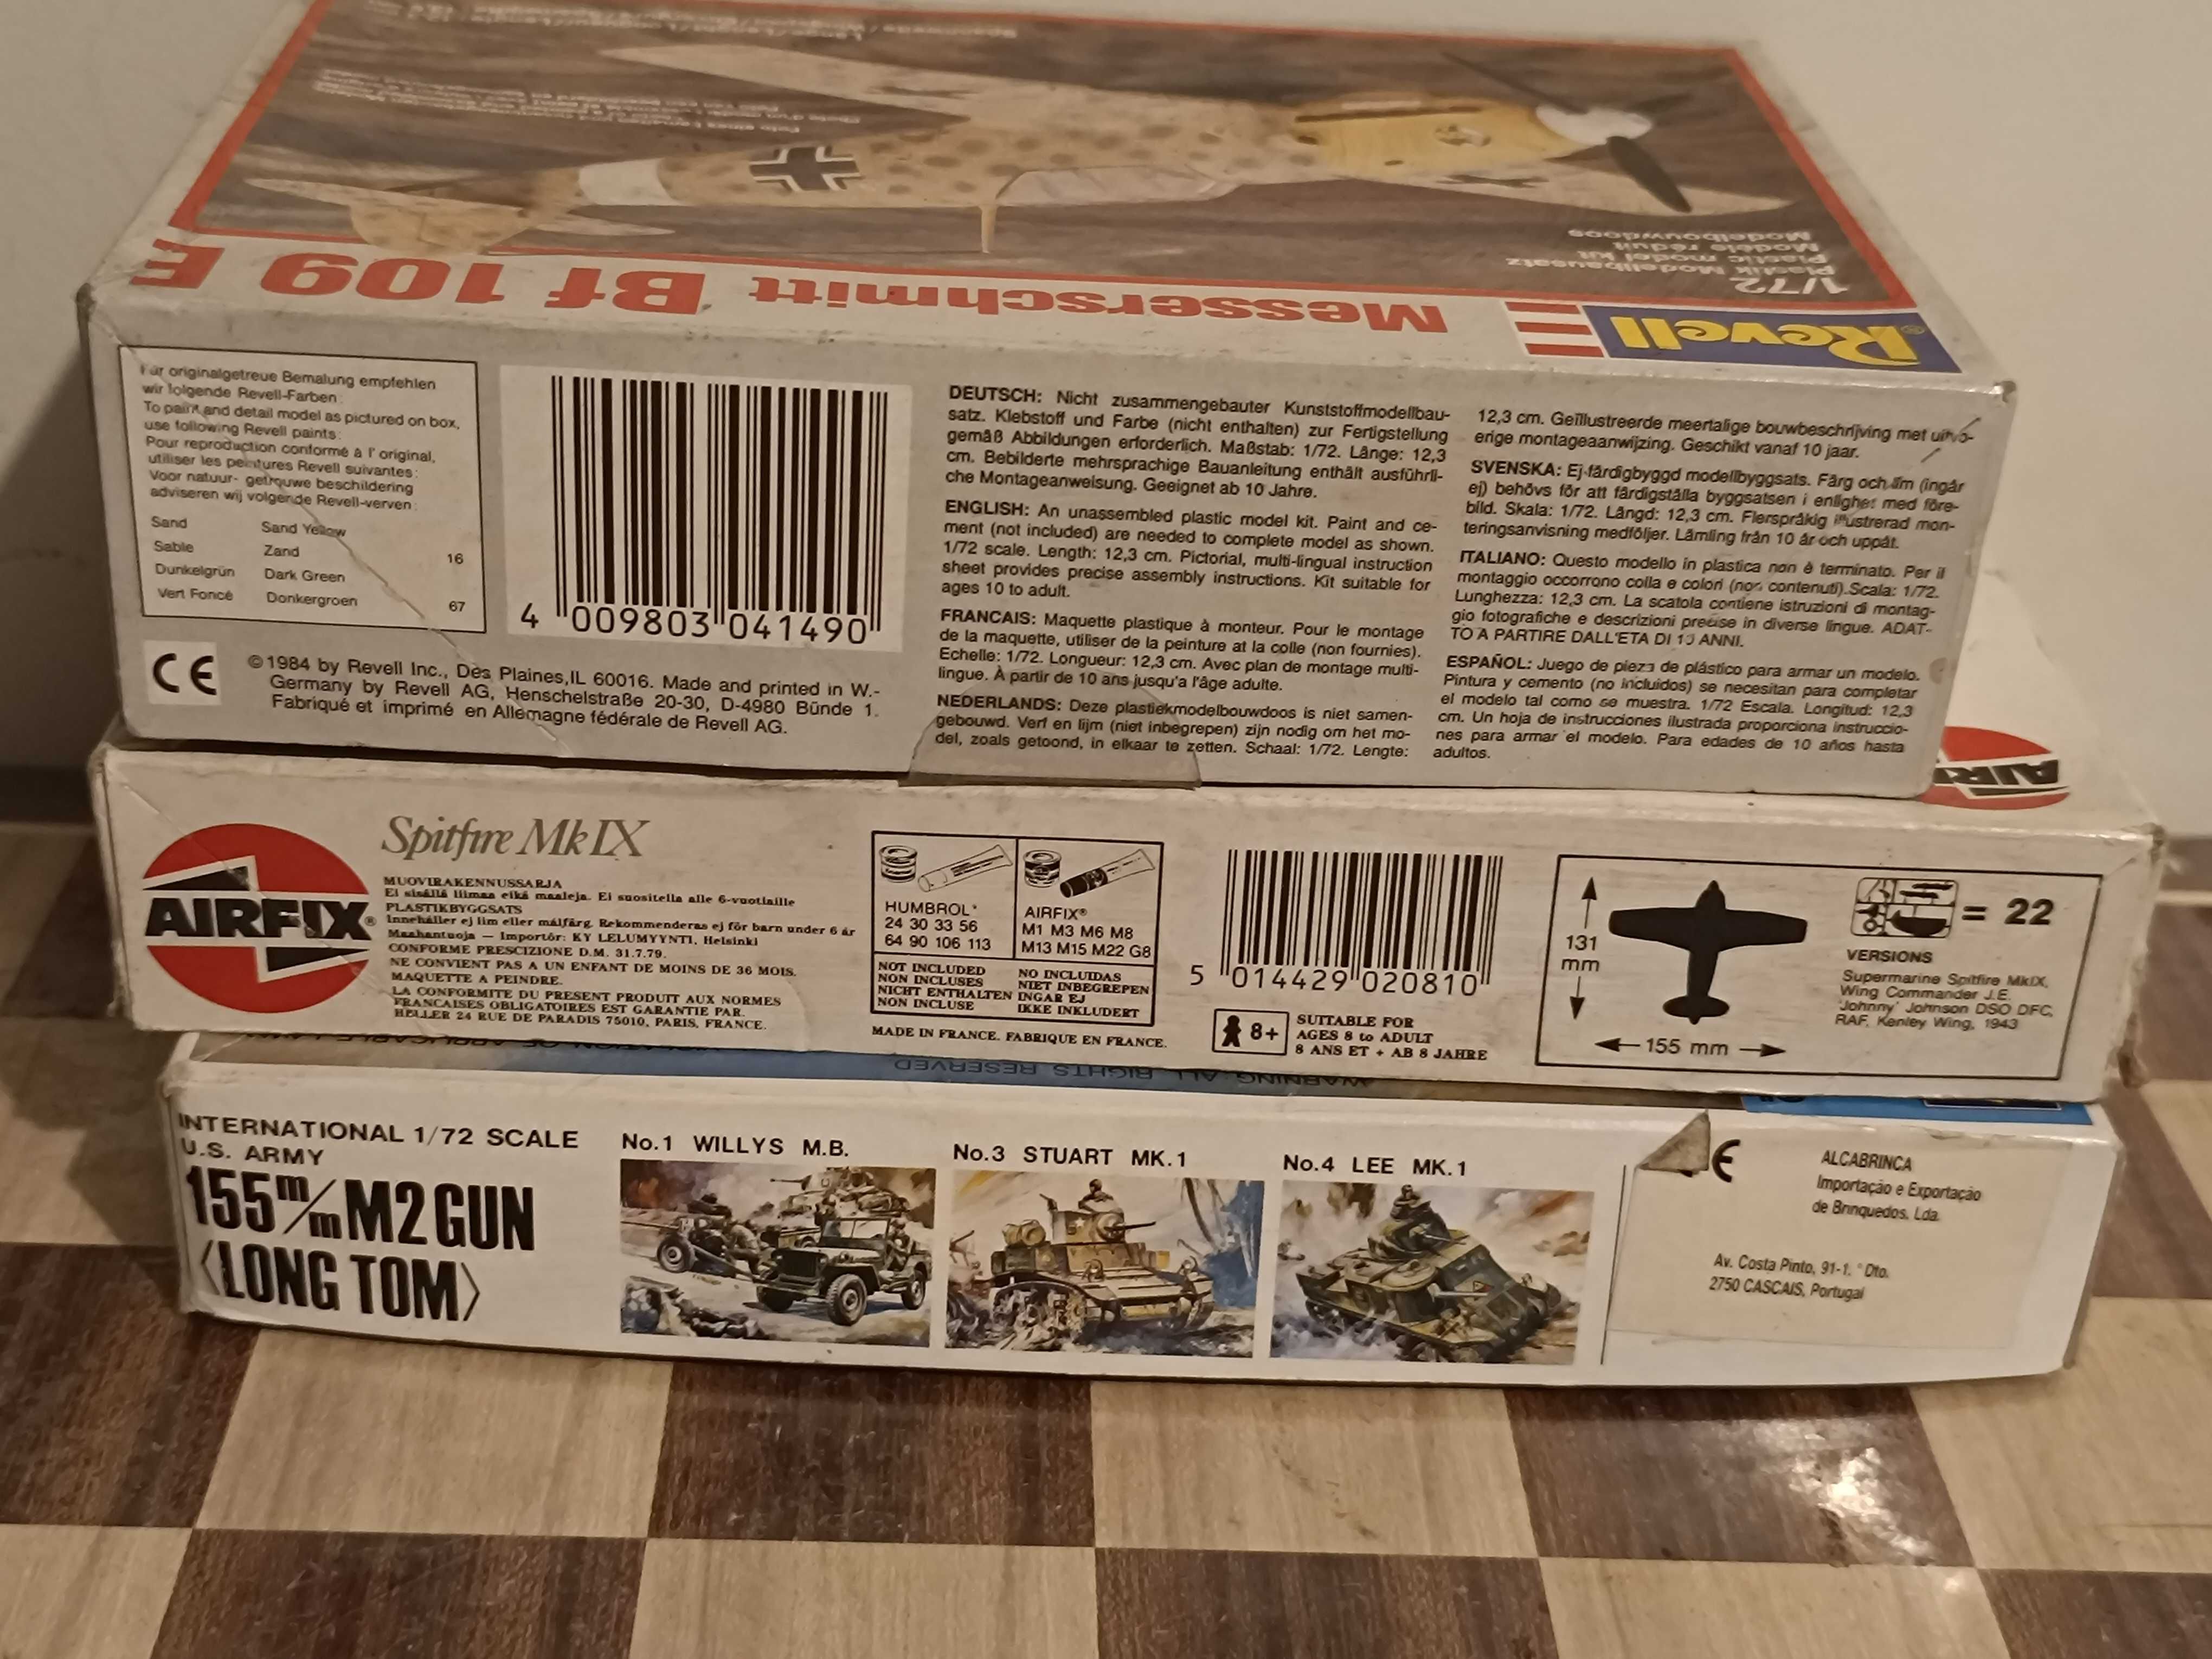 Messerschmitt Bf 109 E
Revell®
1/72
Plastik Modellbausatz
Plastic model kit
Modèle réduit
Modelbouwdoos
Für originalgetreue Bemalung empfehlen
wir folgende Revell-Farben:
To paint and detail model as pictured on box,
use following Revell paints:
Pour reproduction conforme à l' original,
utiliser les peintures Revell suivantes:
Voor natuur- getrouwe beschildering
adviseren wij volgende Revell-verven:
Sand Sand Yellow
Sable Zand 16
Dunkelgrün Dark Green
Vert Foncé Donkergroen 67
4 009803 041490
CE
©1984 by Revell Inc., Des Plaines,IL 60016. Made and printed in W.-
Germany by Revell AG, Henschelstraße 20-30, D-4980 Bünde 1.
Fabriqué et imprimé en Allemagne fédérale de Revell AG.
DEUTSCH: Nicht zusammengebauter Kunststoffmodellbau-
satz. Klebstoff und Farbe (nicht enthalten) zur Fertigstellung
gemäß Abbildungen erforderlich. Maßstab: 1/72. Länge: 12,3
cm. Bebilderte mehrsprachige Bauanleitung enthält ausführli-
che Montageanweisung. Geeignet ab 10 Jahre.
ENGLISH: An unassembled plastic model kit. Paint and ce-
ment (not included) are needed to complete model as shown.
1/72 scale. Length: 12,3 cm. Pictorial, multi-lingual instruction
sheet provides precise assembly instructions. Kit suitable for
ages 10 to adult.
FRANCAIS: Maquette plastique à monteur. Pour le montage
de la maquette, utiliser de la peinture at la colle (non fournies).
Echelle: 1/72. Longueur: 12,3 cm. Avec plan de montage multi-
lingue. À partir de 10 ans jusqu'a l'âge adulte.
NEDERLANDS: Deze plastiekmodelbouwdoos is niet samen-
gebouwd. Verf en lijm (niet inbegrepen) zijn nodig om het mo-
del, zoals getoond, in elkaar te zetten. Schaal: 1/72. Lengte:
12,3 cm. Geïllustreerde meertalige bouwbeschrijving met uitvo-
erige montageaanwijzing. Geschikt vanaf 10 jaar.
SVENSKA: Ej färdigbyggd modellbyggsats. Färg och lim (ingår
ej) behövs för att färdigställa byggsatsen i enlighet med före-
bild. Skala: 1/72. Längd: 12,3 cm. Flerspråkig illustrerad mon-
teringsanvisning medföljer. Lämling från 10 år och uppåt.
ITALIANO: Questo modello in plastica non è terminato. Per il
montaggio occorrono colla e colori (non contenuti).Scala: 1/72.
Lunghezza: 12,3 cm. La scatola contiene istruzioni di montag-
gio fotografiche e descrizioni precise in diverse lingue. ADAT-
TO A PARTIRE DALL'ETA DI 10 ANNI.
ESPAÑOL: Juego de pieza de plástico para armar un modelo.
Pintura y cemento (no incluidos) se necesitan para completar
el modelo tal como se muestra. 1/72 Escala. Longitud: 12,3
cm. Un hoja de instrucciones ilustrada proporciona instruccio-
nes para armar el modelo. Para edades de 10 años hasta
adultos.
AIRFIX®
Spitfire Mk IX
MUOVIRAKENNUSSARJA
Ei sisällä liimaa eikä maaleja. Ei suositella alle 6-vuotiaille
PLASTIKBYGGSATS
Innehåller ej lim eller målfärg. Rekommenderas ej för barn under 6 år
Maahantuoja — Importör: KY LELUMYYNTI, Helsinki
CONFORME PRESCIZIONE D.M. 31.7.79.
NE CONVIENT PAS A UN ENFANT DE MOINS DE 36 MOIS.
MAQUETTE A PEINDRE.
LA CONFORMITE DU PRESENT PRODUIT AUX NORMES
FRANCAISES OBLIGATOIRES EST GARANTIE PAR.
HELLER 24 RUE DE PARADIS 75010, PARIS, FRANCE.
HUMBROL®
24 30 33 56
64 90 106 113
AIRFIX®
M1 M3 M6 M8
M13 M15 M22 G8
NOT INCLUDED
NON INCLUSES
NICHT ENTHALTEN
NON INCLUSE
NO INCLUIDAS
NIET INBEGREPEN
INGAR EJ
IKKE INKLUDERT
MADE IN FRANCE. FABRIQUE EN FRANCE.
5 014429 020810
8+
SUITABLE FOR
AGES 8 to ADULT
8 ANS ET + AB 8 JAHRE
131
mm
155 mm
= 22
VERSIONS
Supermarine Spitfire MkIX,
Wing Commander J.E.
'Johnny' Johnson DSO DFC,
RAF, Kenley Wing, 1943
OF APPLICABLE
WARNING: ALL RIGHTS RESERVED
INTERNATIONAL 1/72 SCALE
U.S. ARMY
155m/m M2 GUN
〈LONG TOM〉
No.1 WILLYS M.B.
No.3 STUART MK.1
No.4 LEE MK.1
CE
ALCABRINCA
Importação e Exportação
de Brinquedos, Lda.
Av. Costa Pinto, 91-1.° Dto.
2750 CASCAIS, Portugal